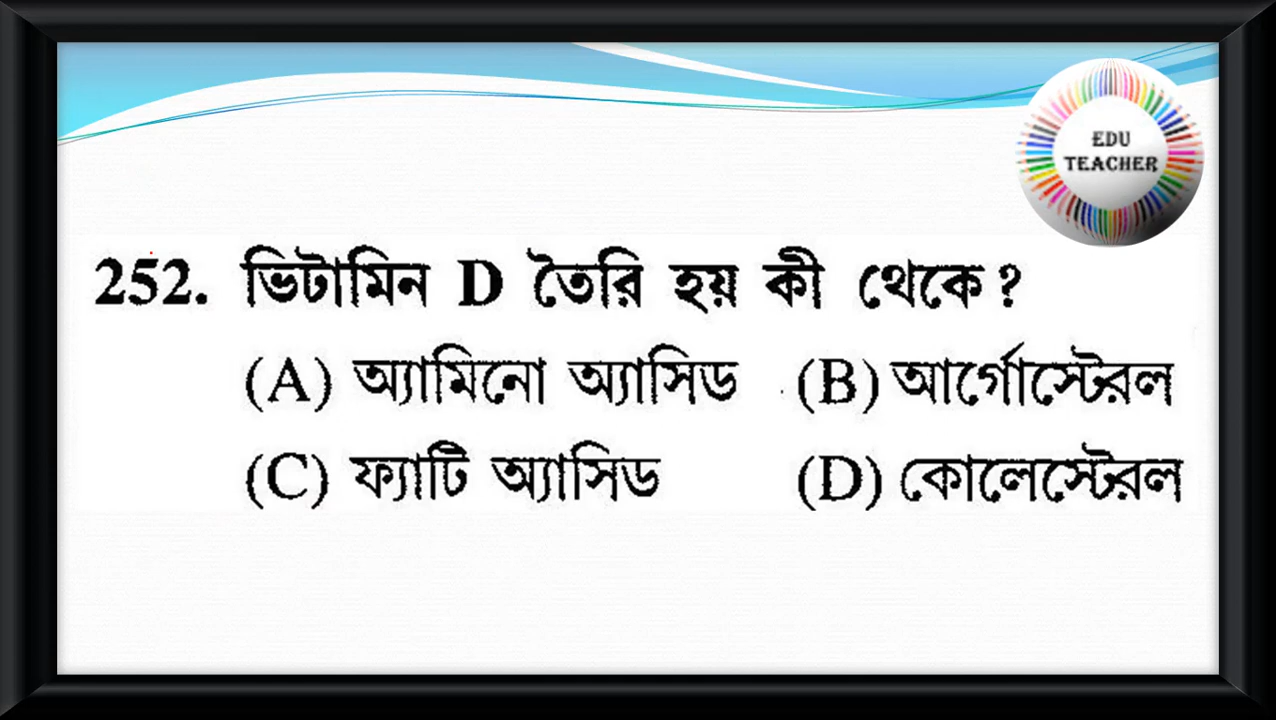 EDU
TEACHER
252. ভিটামিন D তৈরি হয় কী থেকে?
(A) অ্যামিনো অ্যাসিড (B) আর্গোস্টেরল
(C) ফ্যাটি অ্যাসিড (D) কোলেস্টেরল